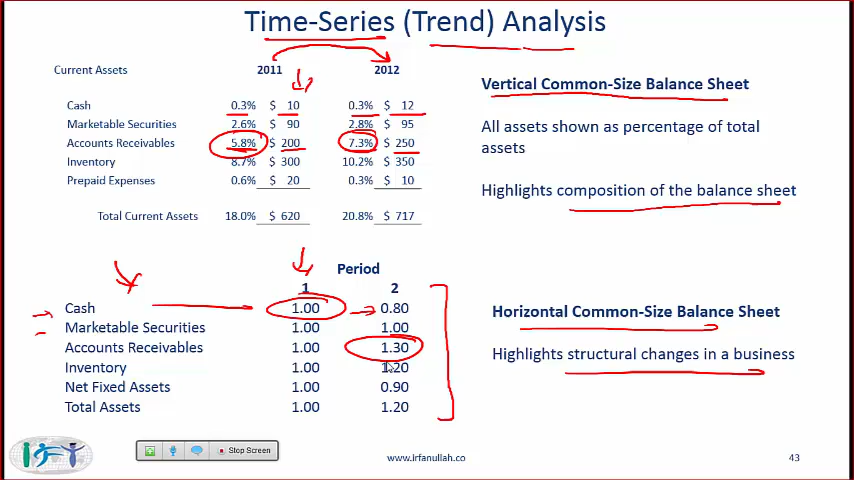 Time-Series (Trend) Analysis
Current Assets 2011 2012
Cash 0.3% $ 10 0.3% $ 12
Marketable Securities 2.6% $ 90 2.8% $ 95
Accounts Receivables 5.8% $ 200 7.3% $ 250
Inventory 8.7% $ 300 10.2% $ 350
Prepaid Expenses 0.6% $ 20 0.3% $ 10
Total Current Assets 18.0% $ 620 20.8% $ 717
Vertical Common-Size Balance Sheet
All assets shown as percentage of total
assets
Highlights composition of the balance sheet
Period
1 2
Cash 1.00 0.80
Marketable Securities 1.00 1.00
Accounts Receivables 1.00 1.30
Inventory 1.00 1.20
Net Fixed Assets 1.00 0.90
Total Assets 1.00 1.20
Horizontal Common-Size Balance Sheet
Highlights structural changes in a business
Stop Screen
www.irfanullah.co
43